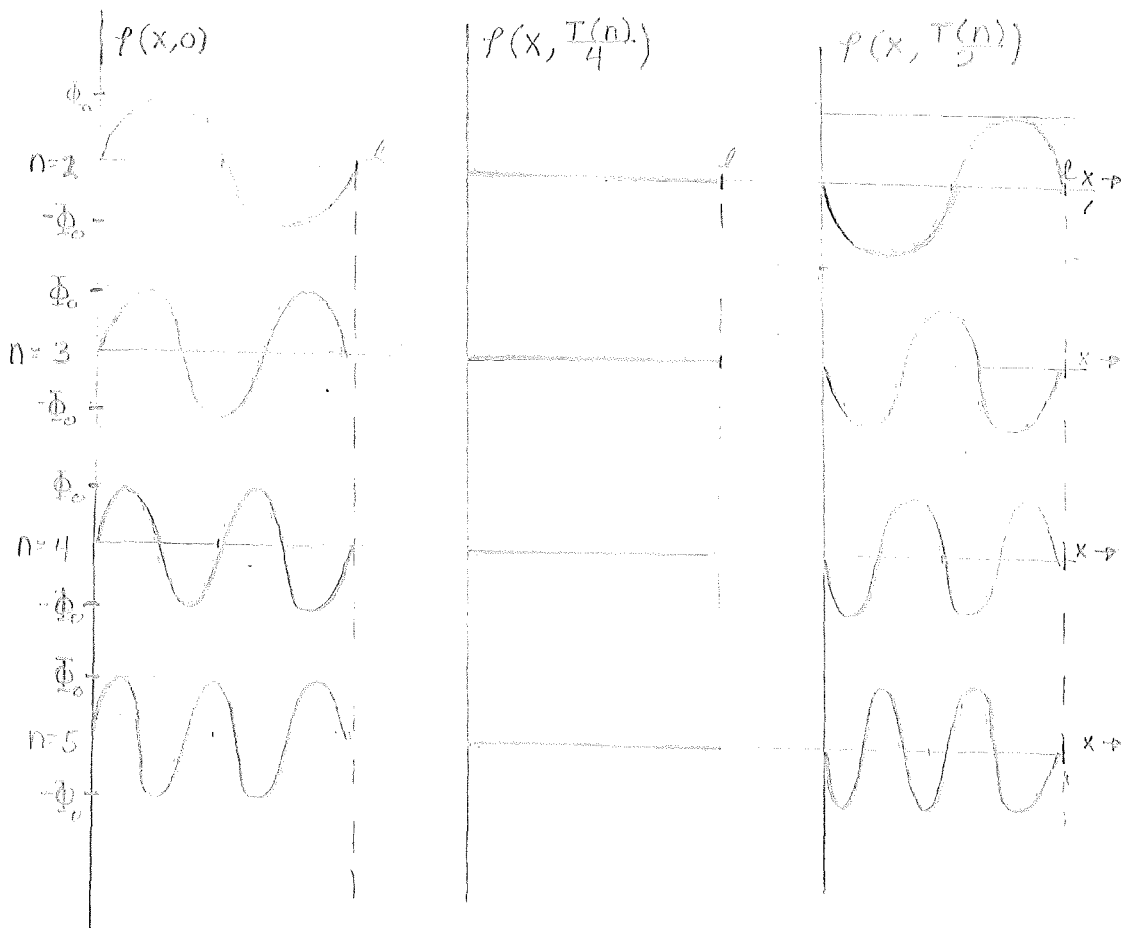 φ(x,0) φ(x, T(n)/4) φ(x, T(n)/2)
Φ₀
n=2 l l l x→
-Φ₀
Φ₀
n=3 x→
-Φ₀
Φ₀
n=4 x→
-Φ₀
Φ₀
n=5 x→
-Φ₀